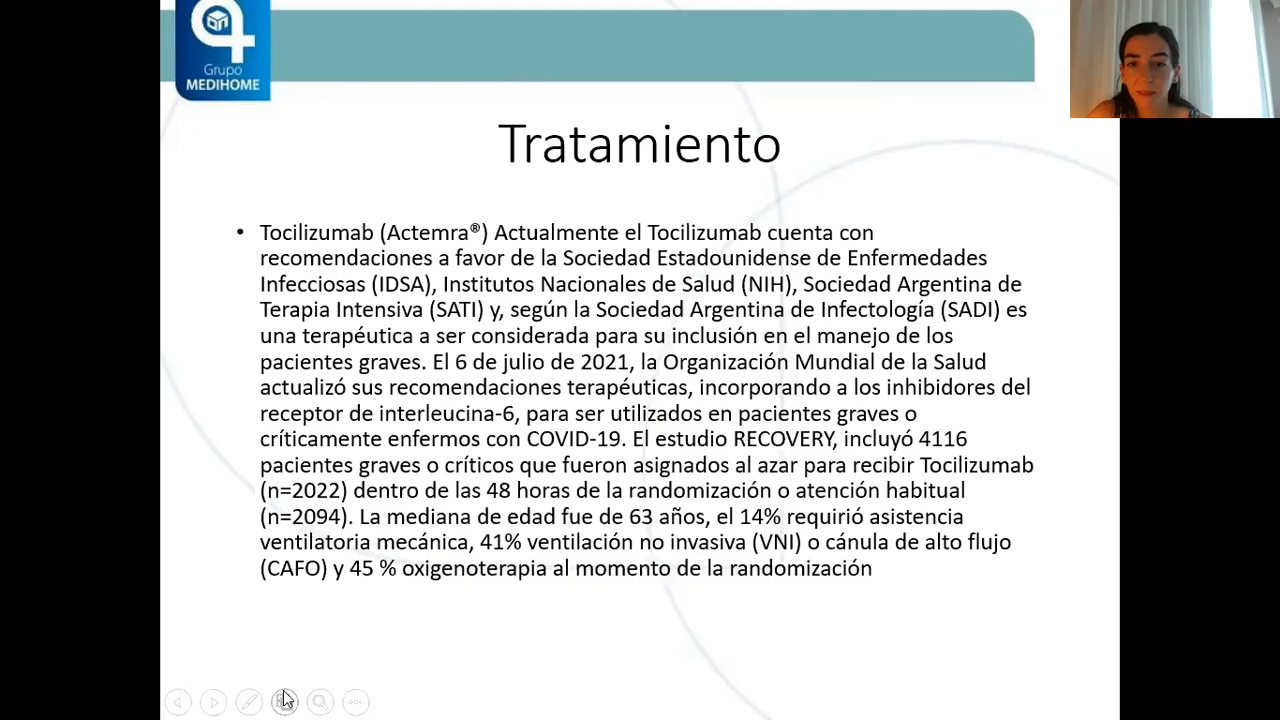 Grupo
MEDIHOME
Tratamiento
• Tocilizumab (Actemra®) Actualmente el Tocilizumab cuenta con
recomendaciones a favor de la Sociedad Estadounidense de Enfermedades
Infecciosas (IDSA), Institutos Nacionales de Salud (NIH), Sociedad Argentina de
Terapia Intensiva (SATI) y, según la Sociedad Argentina de Infectología (SADI) es
una terapéutica a ser considerada para su inclusión en el manejo de los
pacientes graves. El 6 de julio de 2021, la Organización Mundial de la Salud
actualizó sus recomendaciones terapéuticas, incorporando a los inhibidores del
receptor de interleucina-6, para ser utilizados en pacientes graves o
críticamente enfermos con COVID-19. El estudio RECOVERY, incluyó 4116
pacientes graves o críticos que fueron asignados al azar para recibir Tocilizumab
(n=2022) dentro de las 48 horas de la randomización o atención habitual
(n=2094). La mediana de edad fue de 63 años, el 14% requirió asistencia
ventilatoria mecánica, 41% ventilación no invasiva (VNI) o cánula de alto flujo
(CAFO) y 45 % oxigenoterapia al momento de la randomización